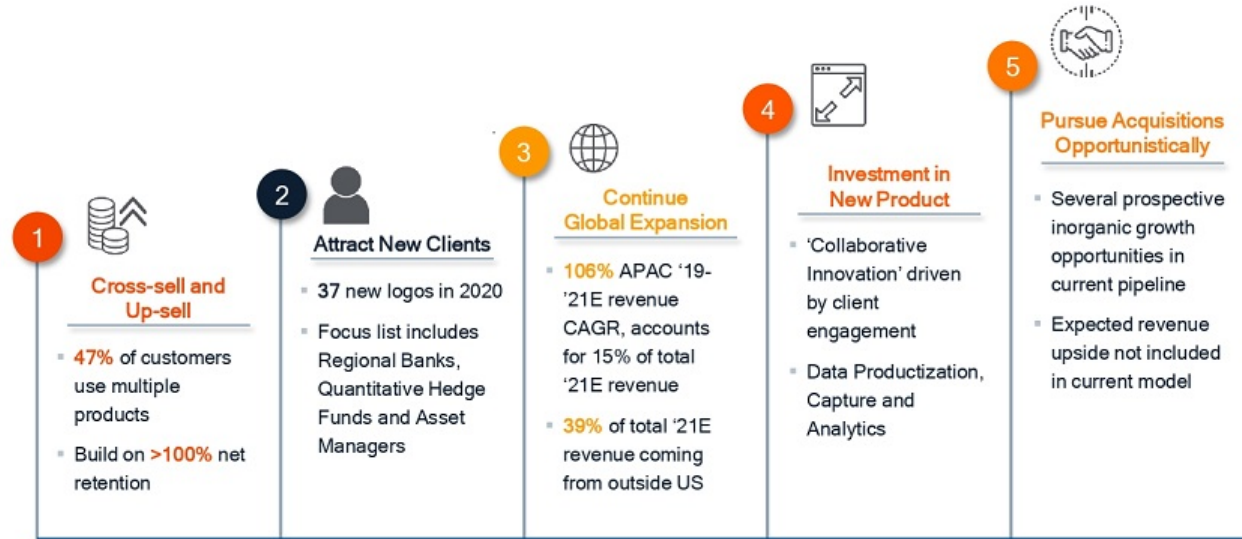 1
Cross-sell and
Up-sell
47% of customers
use multiple
products
Build on >100% net
retention
2
Attract New Clients
37 new logos in 2020
Focus list includes
Regional Banks,
Quantitative Hedge
Funds and Asset
Managers
3
Continue
Global Expansion
106% APAC ‘19-
’21E revenue
CAGR, accounts
for 15% of total
‘21E revenue
39% of total ‘21E
revenue coming
from outside US
4
Investment in
New Product
‘Collaborative
Innovation’ driven
by client
engagement
Data Productization,
Capture and
Analytics
5
Pursue Acquisitions
Opportunistically
Several prospective
inorganic growth
opportunities in
current pipeline
Expected revenue
upside not included
in current model